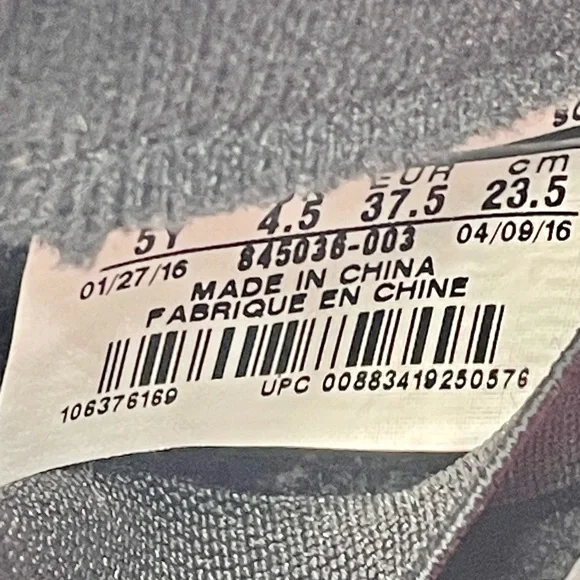 EUR cm
5Y 4.5 37.5 23.5
01/27/16 845036-003 04/09/16
MADE IN CHINA
FABRIQUE EN CHINE
106376169 UPC 00883419250576